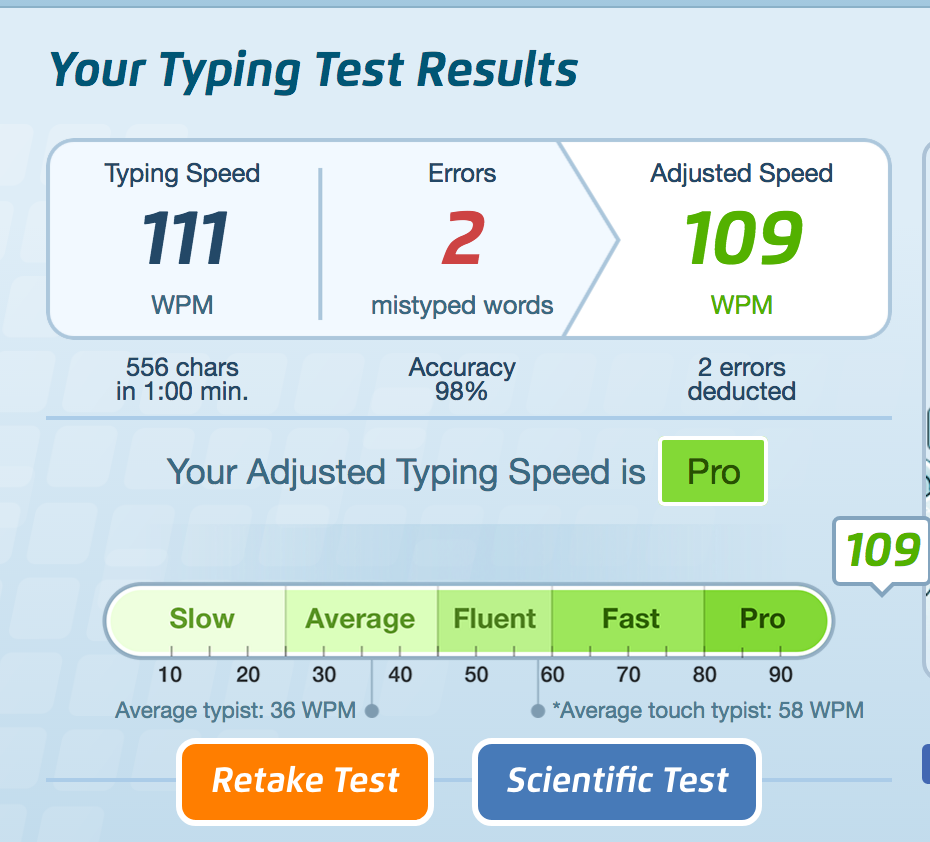 Your Typing Test Results
Typing Speed
Errors
Adjusted Speed
111
2
109
WPM
mistyped words
WPM
556 chars
in 1:00 min.
Accuracy
98%
2 errors
deducted
Your Adjusted Typing Speed is Pro
109
Slow Average Fluent Fast Pro
10 20 30 40 50 60 70 80 90
Average typist: 36 WPM
*Average touch typist: 58 WPM
Retake Test
Scientific Test